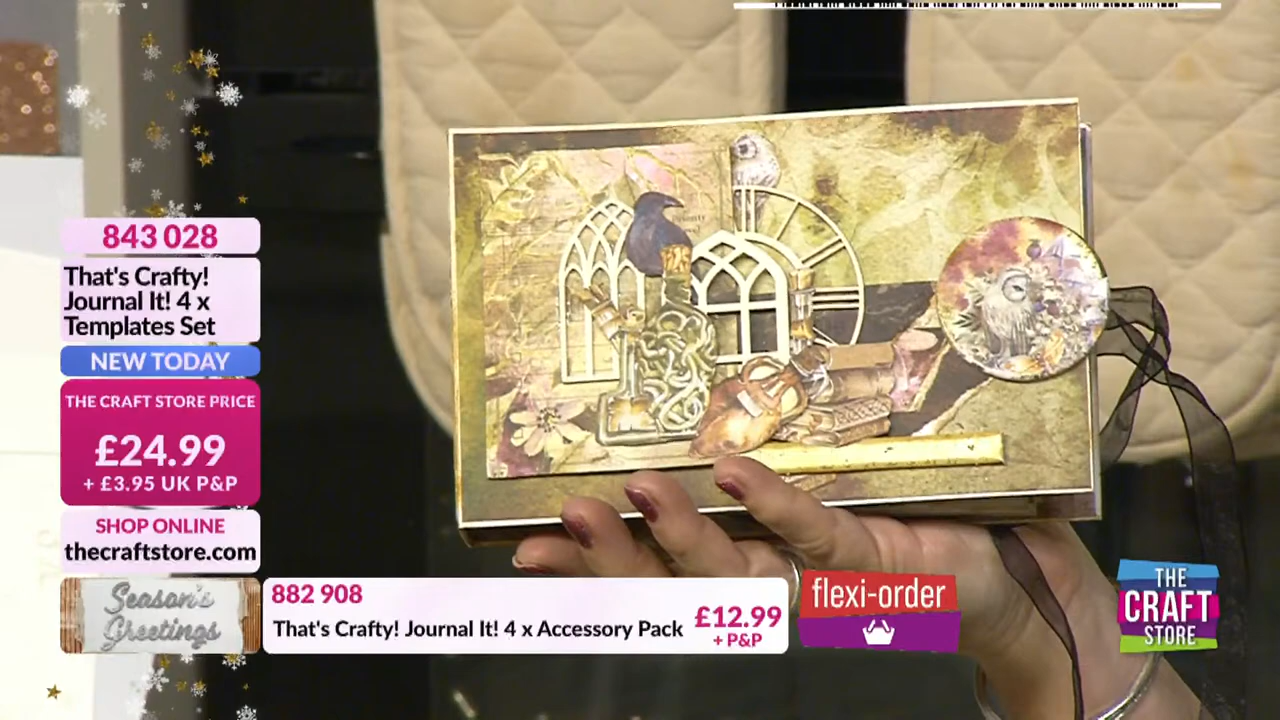 843 028
That's Crafty!
Journal It! 4 x
Templates Set
NEW TODAY
THE CRAFT STORE PRICE
£24.99
+ £3.95 UK P&P
SHOP ONLINE
thecraftstore.com
Season's
Greetings
882 908
That's Crafty! Journal It! 4 x Accessory Pack
£12.99
+ P&P
flexi-order
THE
CRAFT
STORE